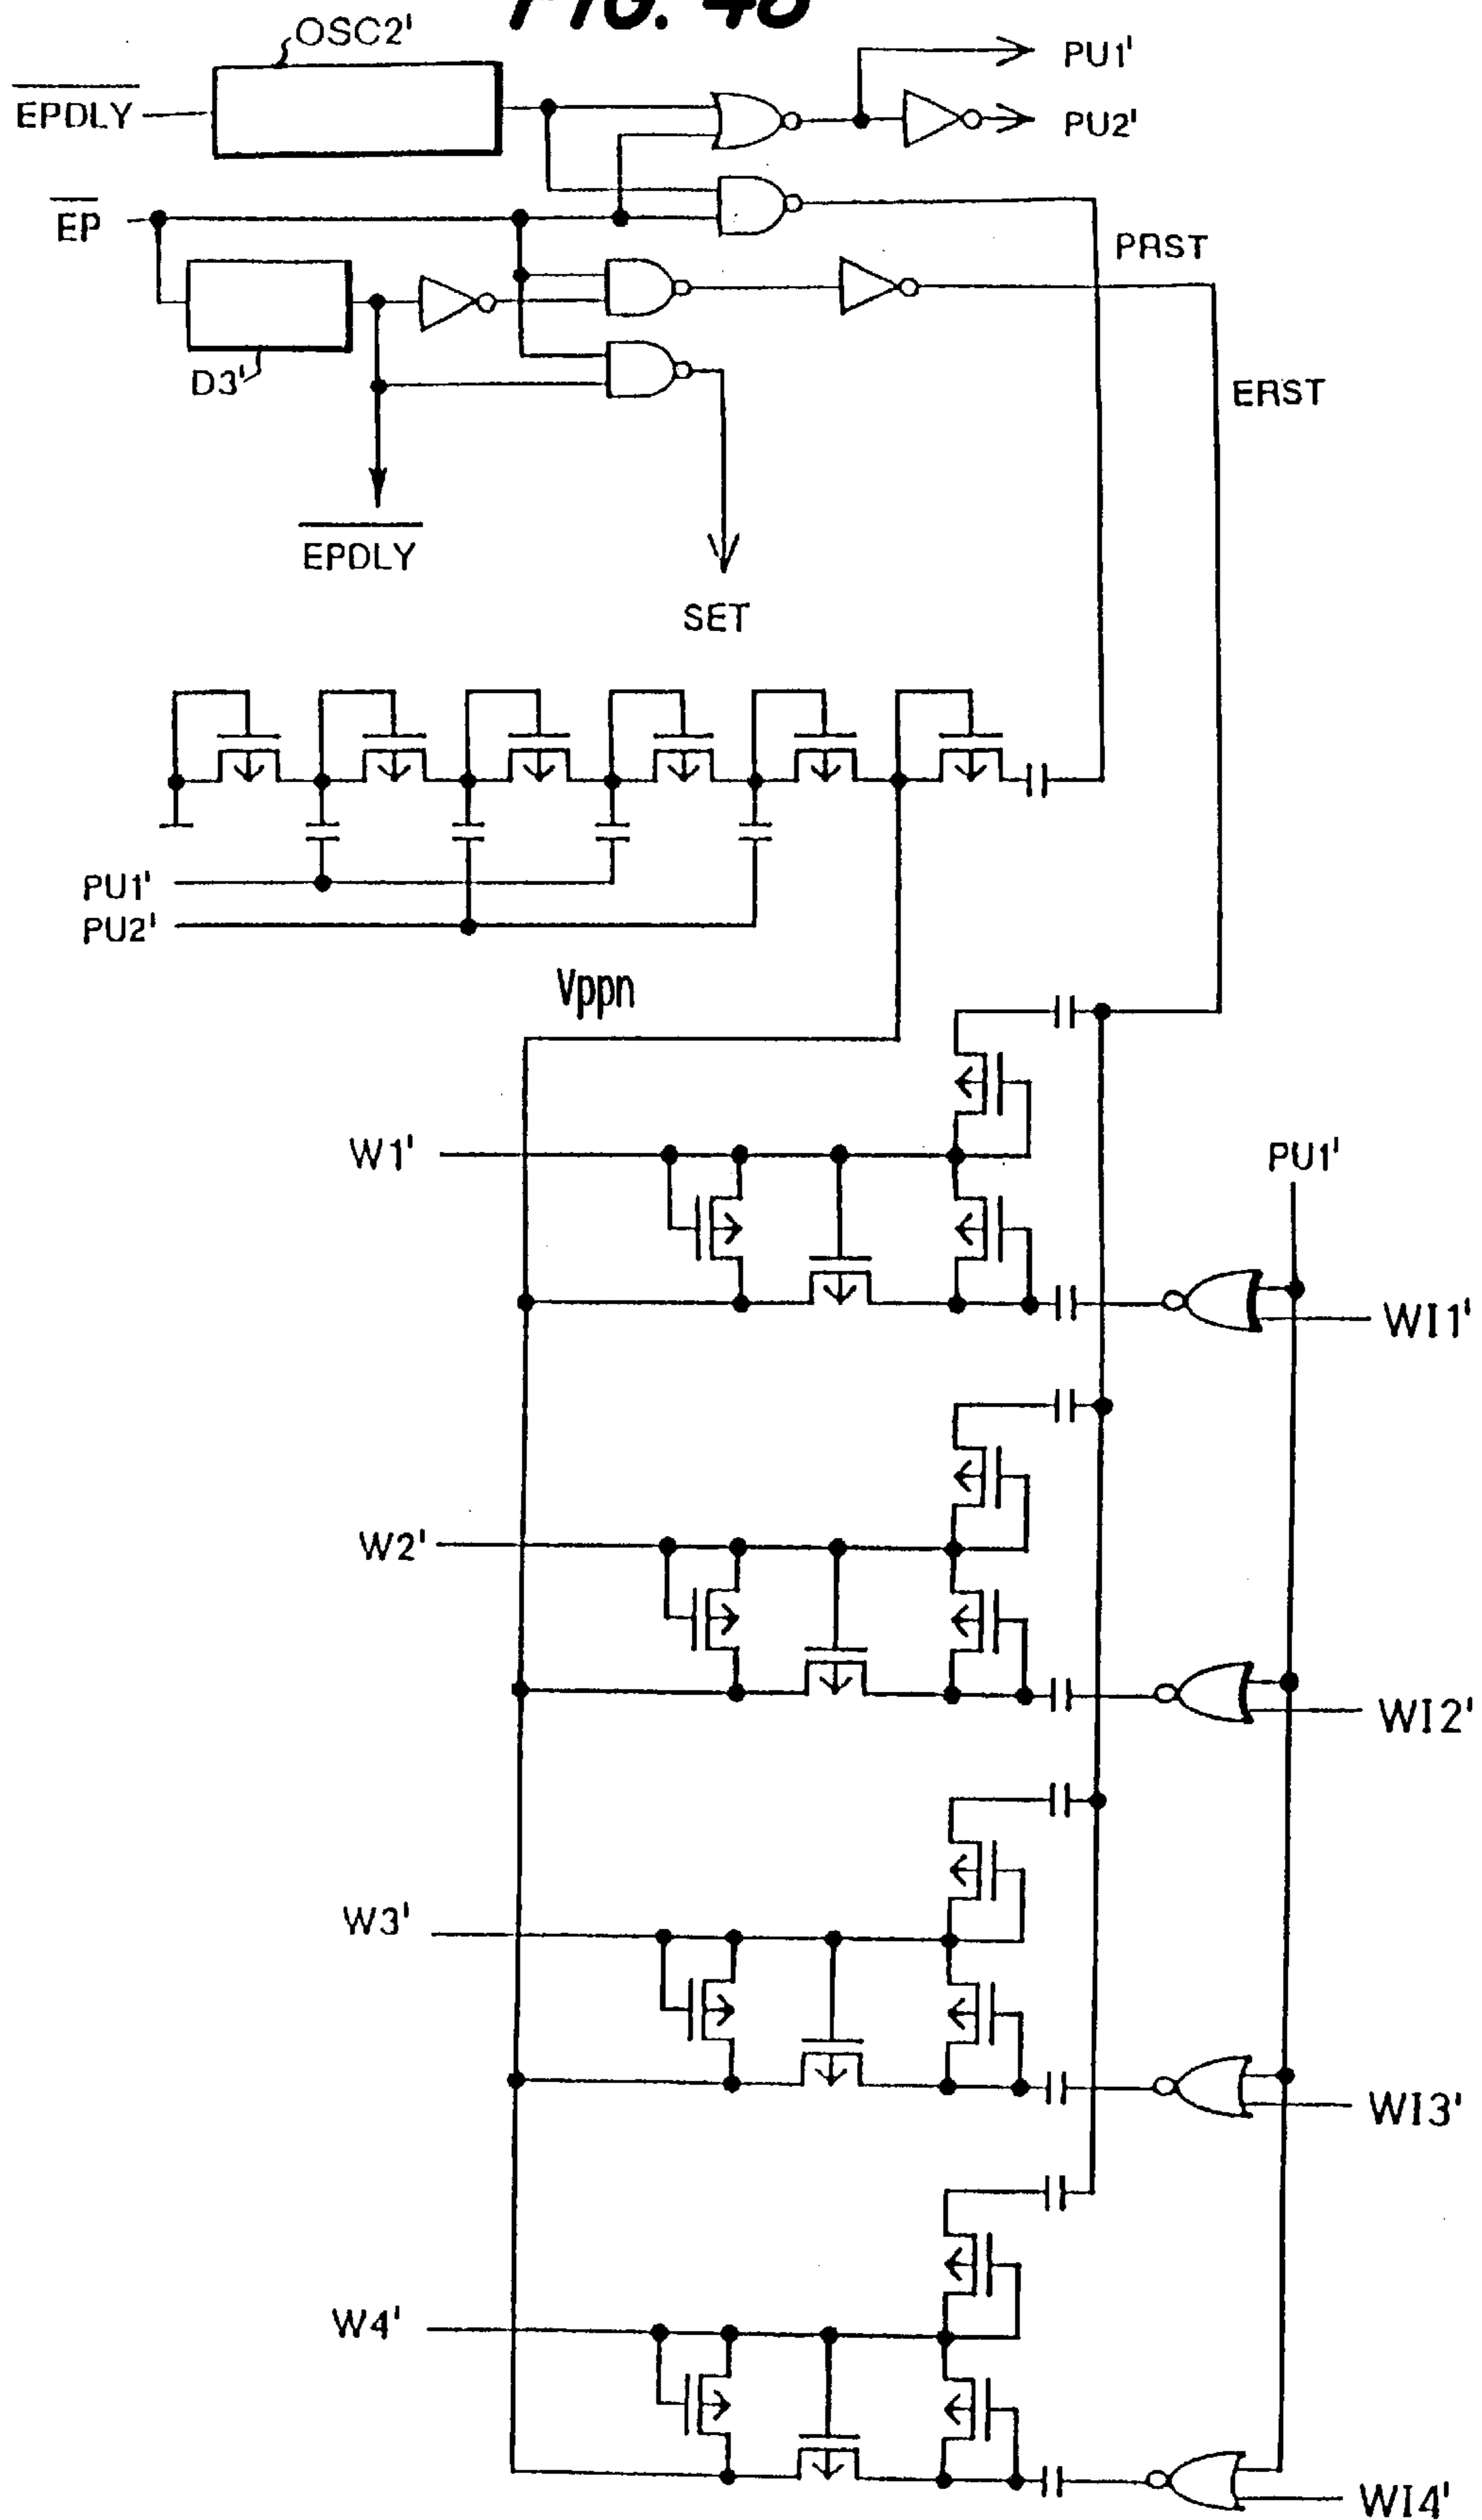 OSC2'
PU1'
EPDLY
PU2'
EP
PRST
D3'
ERST
EPDLY
SET
PU1'
PU2'
Vppn
W1'
PU1'
WI1'
W2'
WI2'
W3'
WI3'
W4'
WI4'